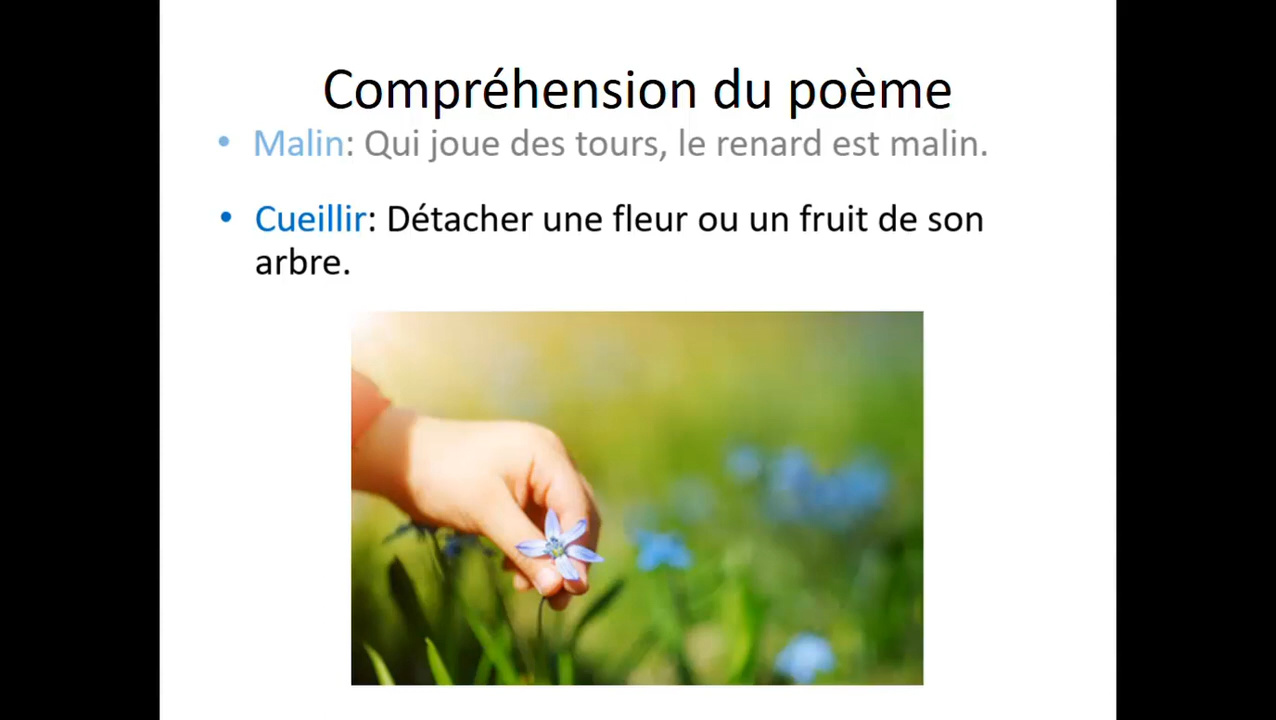 Compréhension du poème
• Malin: Qui joue des tours, le renard est malin.
• Cueillir: Détacher une fleur ou un fruit de son
arbre.